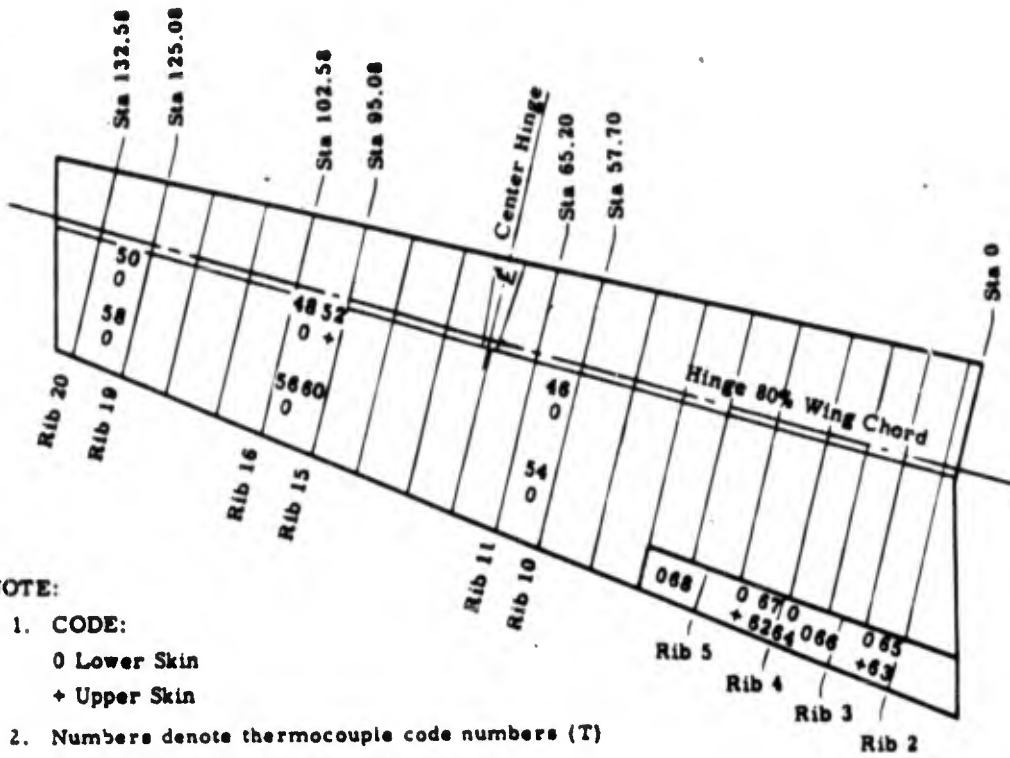 Sta 132.58
Sta 125.08
Sta 102.58
Sta 95.08
Center Hinge
Sta 65.20
Sta 57.70
Sta 0
50
0
58
0
48 52
0 +
56 60
0
46
0
54
0
Hinge 80% Wing Chord
068
0 67 0
+ 62 64
066
065
+63
Rib 20
Rib 19
Rib 16
Rib 15
Rib 11
Rib 10
Rib 5
Rib 4
Rib 3
Rib 2
OTE:
1. CODE:
0 Lower Skin
+ Upper Skin
2. Numbers denote thermocouple code numbers (T)